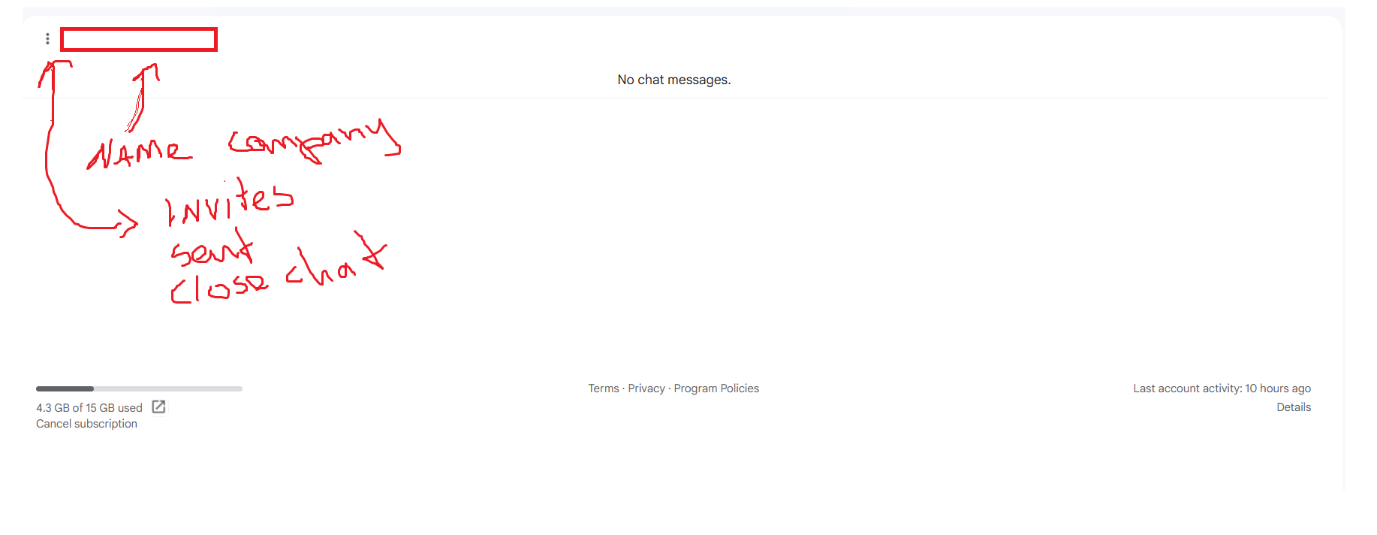 No chat messages.
NAME company
invites
sent
close chat
4.3 GB of 15 GB used
Cancel subscription
Terms · Privacy · Program Policies
Last account activity: 10 hours ago
Details